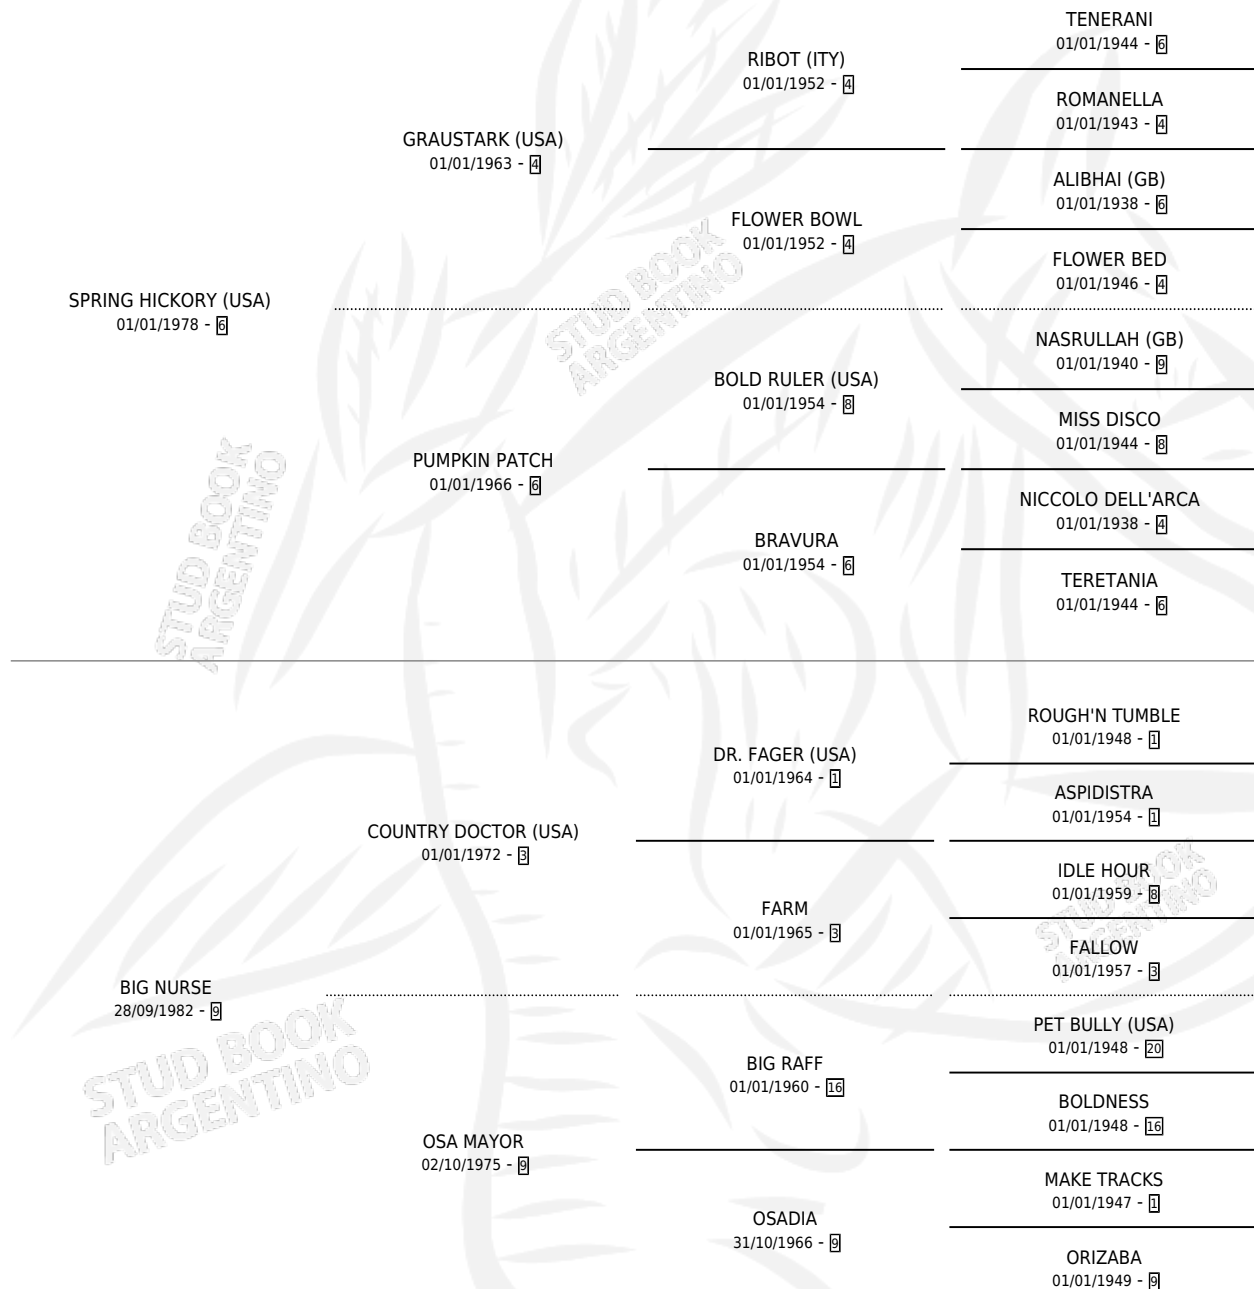 TENERANI
01/01/1944 - 6
RIBOT (ITY)
01/01/1952 - 4
ROMANELLA
01/01/1943 - 4
GRAUSTARK (USA)
01/01/1963 - 4
ALIBHAI (GB)
01/01/1938 - 6
FLOWER BOWL
01/01/1952 - 4
FLOWER BED
01/01/1946 - 4
SPRING HICKORY (USA)
01/01/1978 - 6
STUD BOOK
ARGENTINO
NASRULLAH (GB)
01/01/1940 - 9
BOLD RULER (USA)
01/01/1954 - 8
MISS DISCO
01/01/1944 - 8
PUMPKIN PATCH
01/01/1966 - 6
NICCOLO DELL'ARCA
01/01/1938 - 4
BRAVURA
01/01/1954 - 6
TERETANIA
01/01/1944 - 6
STUD BOOK
ARGENTINO
ROUGH'N TUMBLE
01/01/1948 - 1
DR. FAGER (USA)
01/01/1964 - 1
ASPIDISTRA
01/01/1954 - 1
COUNTRY DOCTOR (USA)
01/01/1972 - 3
IDLE HOUR
01/01/1959 - 8
FARM
01/01/1965 - 3
FALLOW
01/01/1957 - 3
STUD BOOK
ARGENTINO
BIG NURSE
28/09/1982 - 9
PET BULLY (USA)
01/01/1948 - 20
BIG RAFF
01/01/1960 - 16
BOLDNESS
01/01/1948 - 16
STUD BOOK
ARGENTINO
OSA MAYOR
02/10/1975 - 9
MAKE TRACKS
01/01/1947 - 1
OSADIA
31/10/1966 - 9
ORIZABA
01/01/1949 - 9